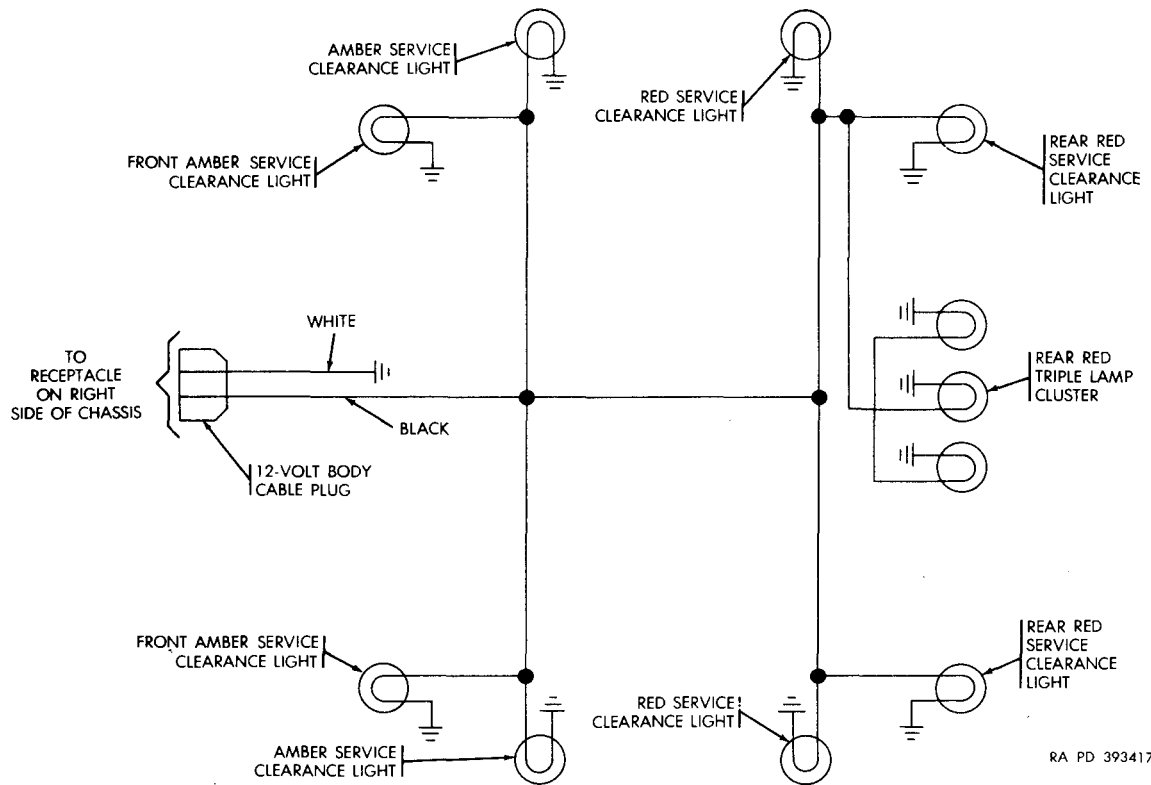 AMBER SERVICE
CLEARANCE LIGHT
RED SERVICE
CLEARANCE LIGHT
FRONT AMBER SERVICE
CLEARANCE LIGHT
REAR RED
SERVICE
CLEARANCE
LIGHT
WHITE
TO
RECEPTACLE
ON RIGHT
SIDE OF CHASSIS
REAR RED
TRIPLE LAMP
CLUSTER
BLACK
12-VOLT BODY
CABLE PLUG
FRONT AMBER SERVICE
CLEARANCE LIGHT
REAR RED
SERVICE
CLEARANCE
LIGHT
RED SERVICE
CLEARANCE LIGHT
AMBER SERVICE
CLEARANCE LIGHT
RA PD 393417